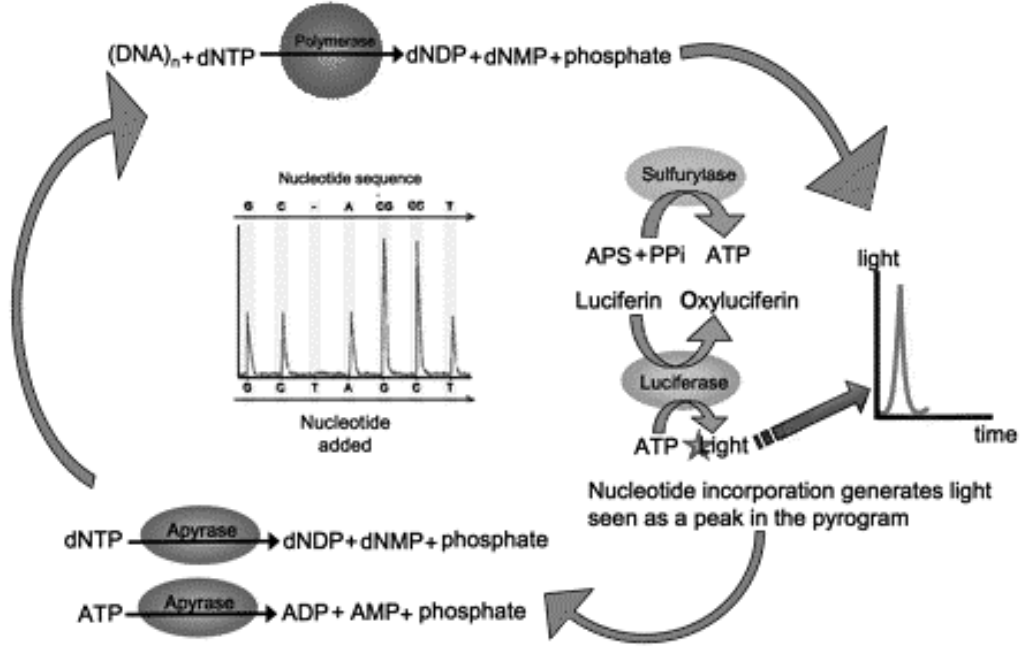 (DNA)n+dNTP Polymerase dNDP+dNMP+phosphate
Nucleotide sequence
G C - A GG CC T
G C T A G C T
Nucleotide
added
Sulfurylase
APS+PPi ATP
Luciferin Oxyluciferin
Luciferase
ATP Light
light
time
Nucleotide incorporation generates light
seen as a peak in the pyrogram
dNTP Apyrase dNDP+dNMP+phosphate
ATP Apyrase ADP+AMP+phosphate